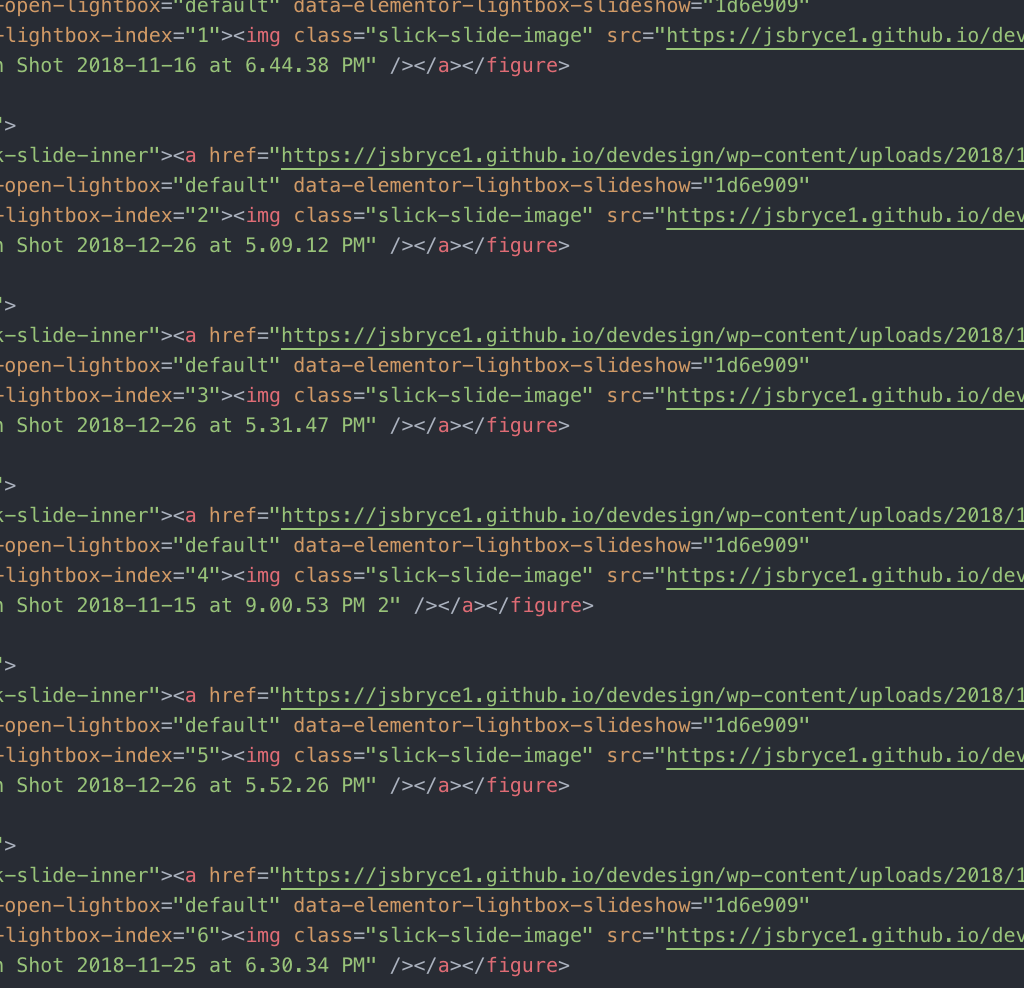 -open-lightbox="default" data-elementor-lightbox-slideshow="1d6e909"
-lightbox-index="1"><img class="slick-slide-image" src="https://jsbryce1.github.io/dev
n Shot 2018-11-16 at 6.44.38 PM" /></a></figure>
">
k-slide-inner"><a href="https://jsbryce1.github.io/devdesign/wp-content/uploads/2018/1
-open-lightbox="default" data-elementor-lightbox-slideshow="1d6e909"
-lightbox-index="2"><img class="slick-slide-image" src="https://jsbryce1.github.io/dev
n Shot 2018-12-26 at 5.09.12 PM" /></a></figure>
">
k-slide-inner"><a href="https://jsbryce1.github.io/devdesign/wp-content/uploads/2018/1
-open-lightbox="default" data-elementor-lightbox-slideshow="1d6e909"
-lightbox-index="3"><img class="slick-slide-image" src="https://jsbryce1.github.io/dev
n Shot 2018-12-26 at 5.31.47 PM" /></a></figure>
">
k-slide-inner"><a href="https://jsbryce1.github.io/devdesign/wp-content/uploads/2018/1
-open-lightbox="default" data-elementor-lightbox-slideshow="1d6e909"
-lightbox-index="4"><img class="slick-slide-image" src="https://jsbryce1.github.io/dev
n Shot 2018-11-15 at 9.00.53 PM 2" /></a></figure>
">
k-slide-inner"><a href="https://jsbryce1.github.io/devdesign/wp-content/uploads/2018/1
-open-lightbox="default" data-elementor-lightbox-slideshow="1d6e909"
-lightbox-index="5"><img class="slick-slide-image" src="https://jsbryce1.github.io/dev
n Shot 2018-12-26 at 5.52.26 PM" /></a></figure>
">
k-slide-inner"><a href="https://jsbryce1.github.io/devdesign/wp-content/uploads/2018/1
-open-lightbox="default" data-elementor-lightbox-slideshow="1d6e909"
-lightbox-index="6"><img class="slick-slide-image" src="https://jsbryce1.github.io/dev
n Shot 2018-11-25 at 6.30.34 PM" /></a></figure>